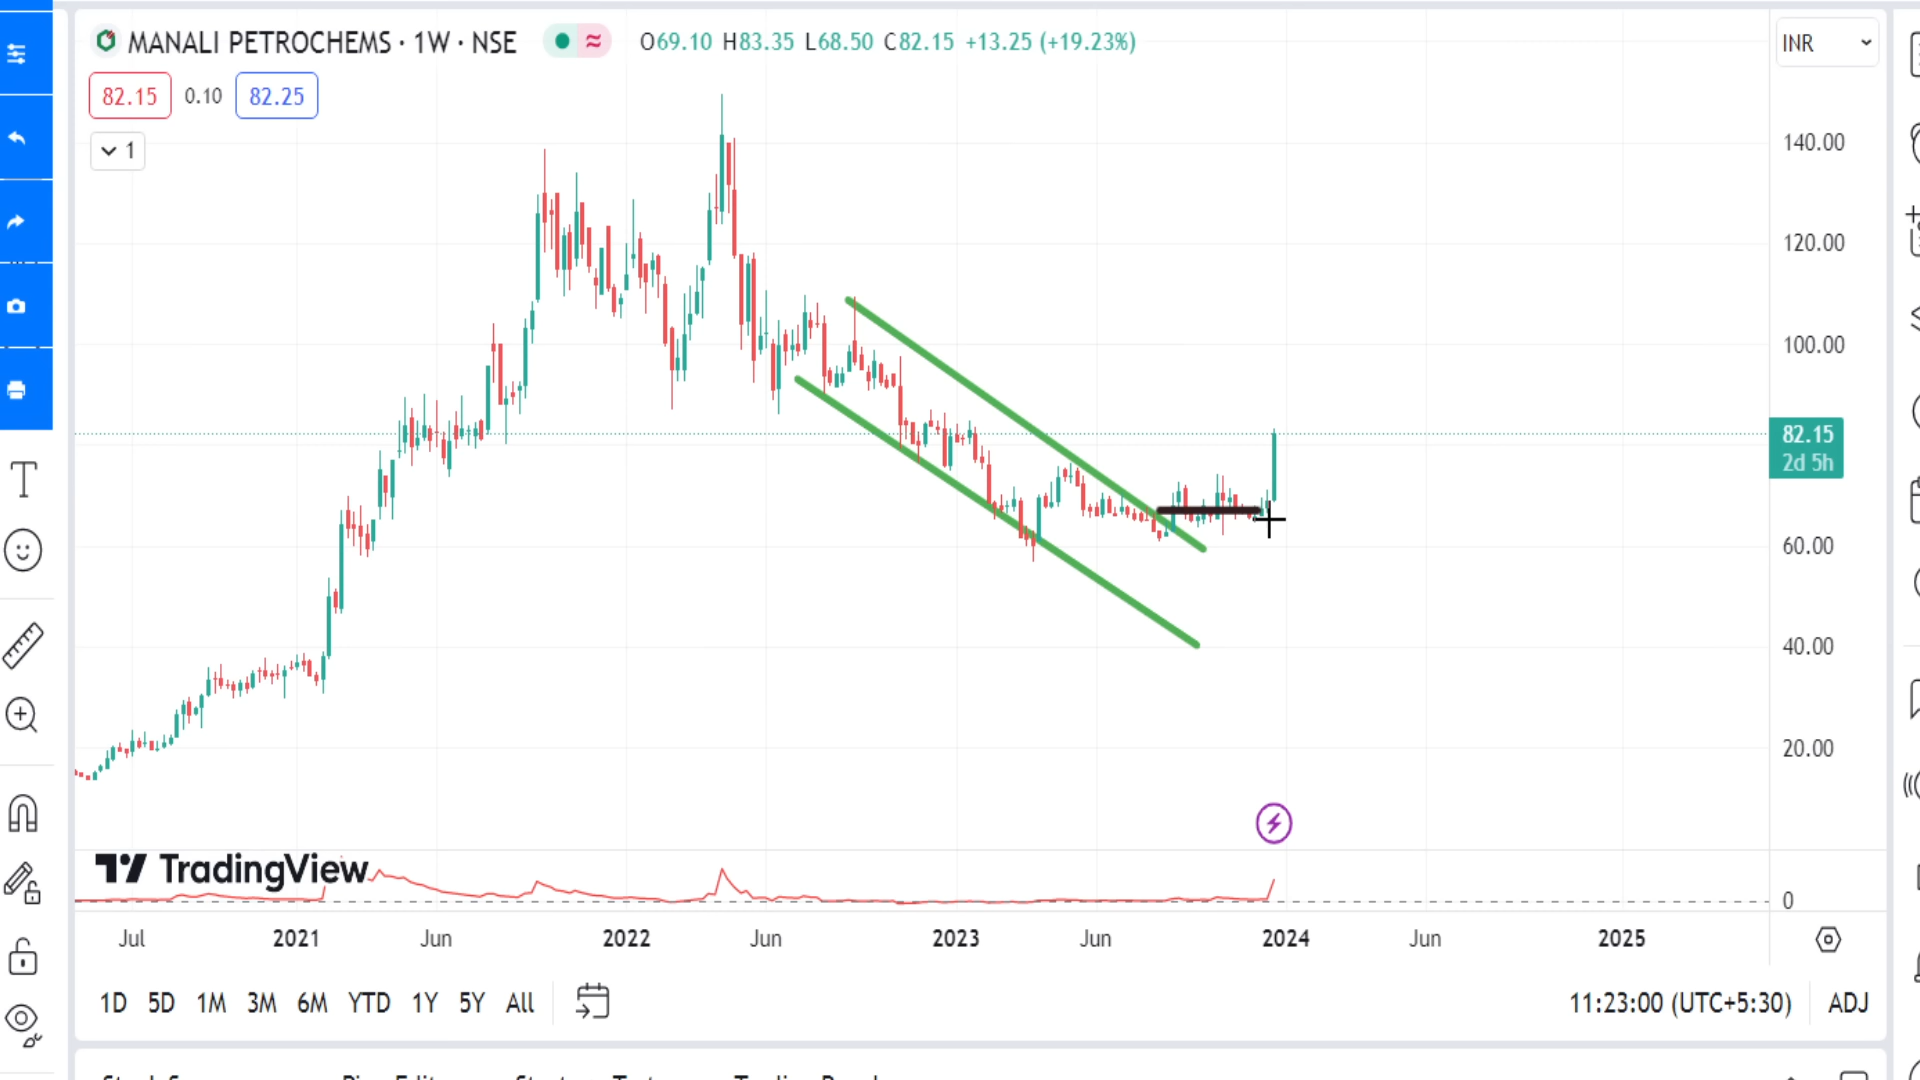 MANALI PETROCHEMS · 1W · NSE
O69.10 H83.35 L68.50 C82.15 +13.25 (+19.23%)
INR
82.15 0.10 82.25
1
140.00
120.00
100.00
82.15
2d 5h
60.00
40.00
20.00
TradingView
0
Jul 2021 Jun 2022 Jun 2023 Jun 2024 Jun 2025
1D 5D 1M 3M 6M YTD 1Y 5Y All
11:23:00 (UTC+5:30) ADJ